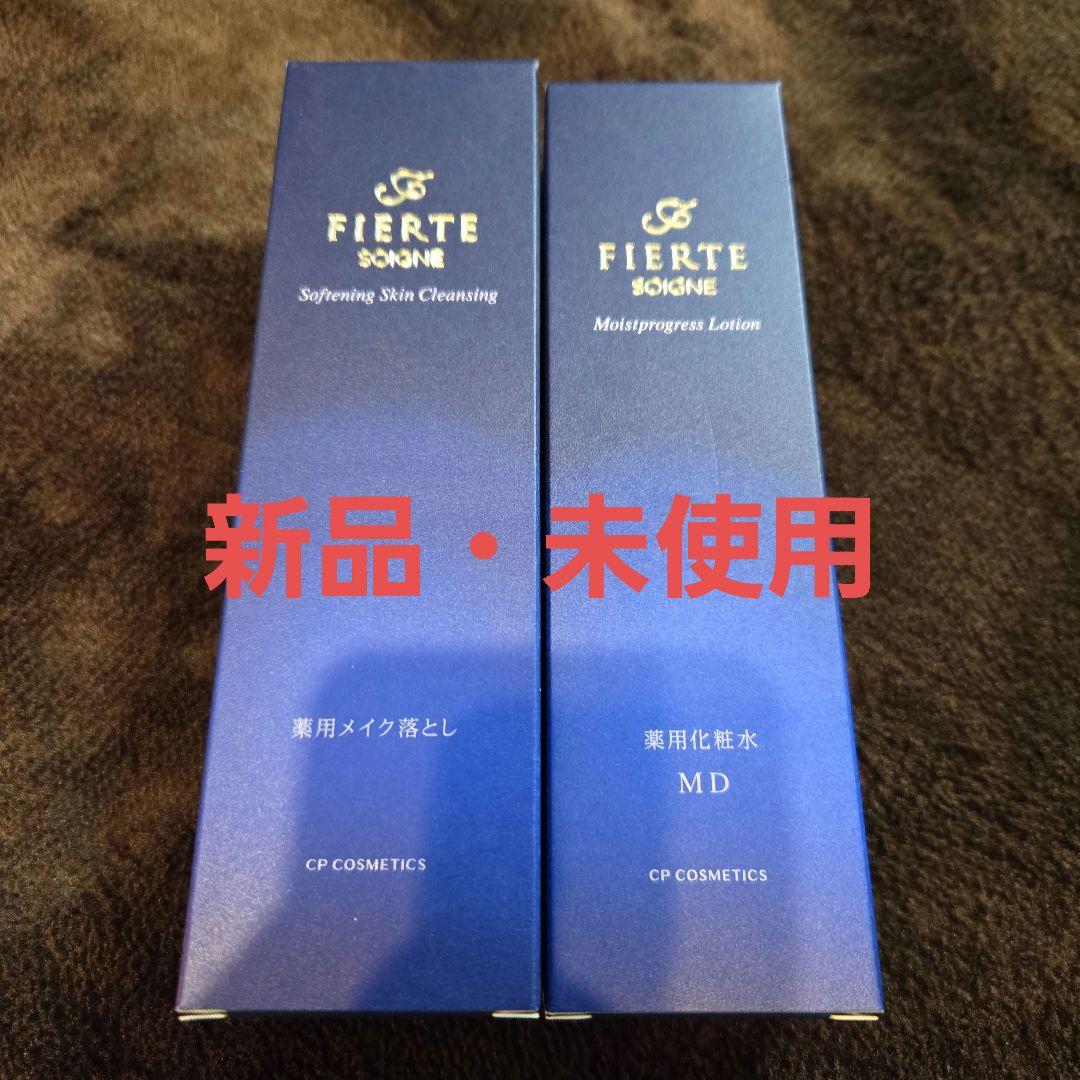 FIERTE
SOIGNE
Softening Skin Cleansing
薬用メイク落とし
CP COSMETICS
FIERTE
SOIGNE
Moistprogress Lotion
薬用化粧水
MD
CP COSMETICS
新品・未使用